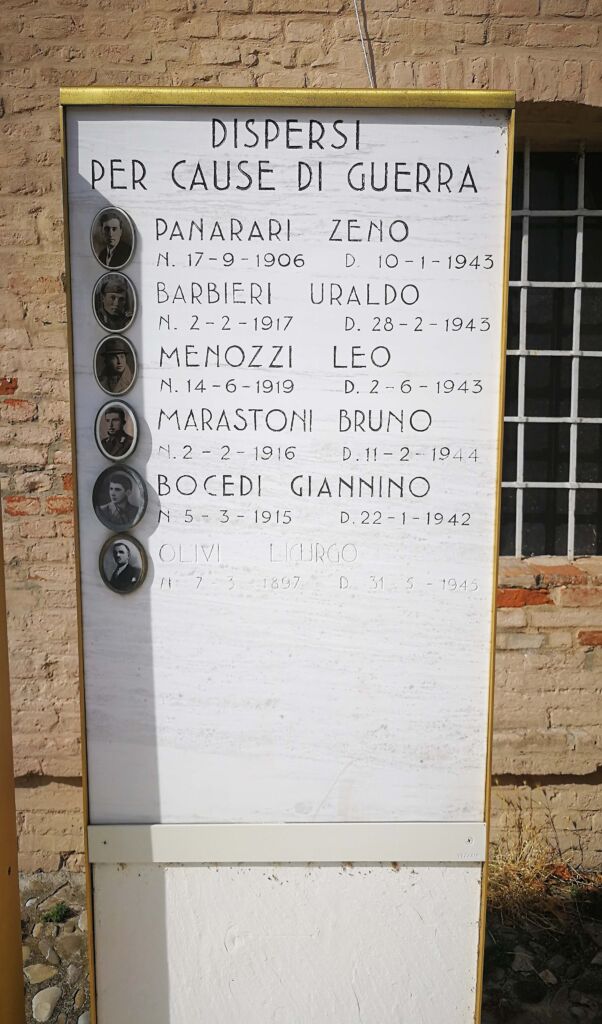 DISPERSI
PER CAUSE DI GUERRA
PANARARI ZENO
N. 17-9-1906 D. 10-1-1943
BARBIERI URALDO
N. 2-2-1917 D. 28-2-1943
MENOZZI LEO
N. 14-6-1919 D. 2-6-1943
MARASTONI BRUNO
N. 2-2-1916 D. 11-2-1944
BOCEDI GIANNINO
N 5-3-1915 D. 22-1-1942
OLIVI LICURGO
N. 7-3-1897 D. 31-5-1945